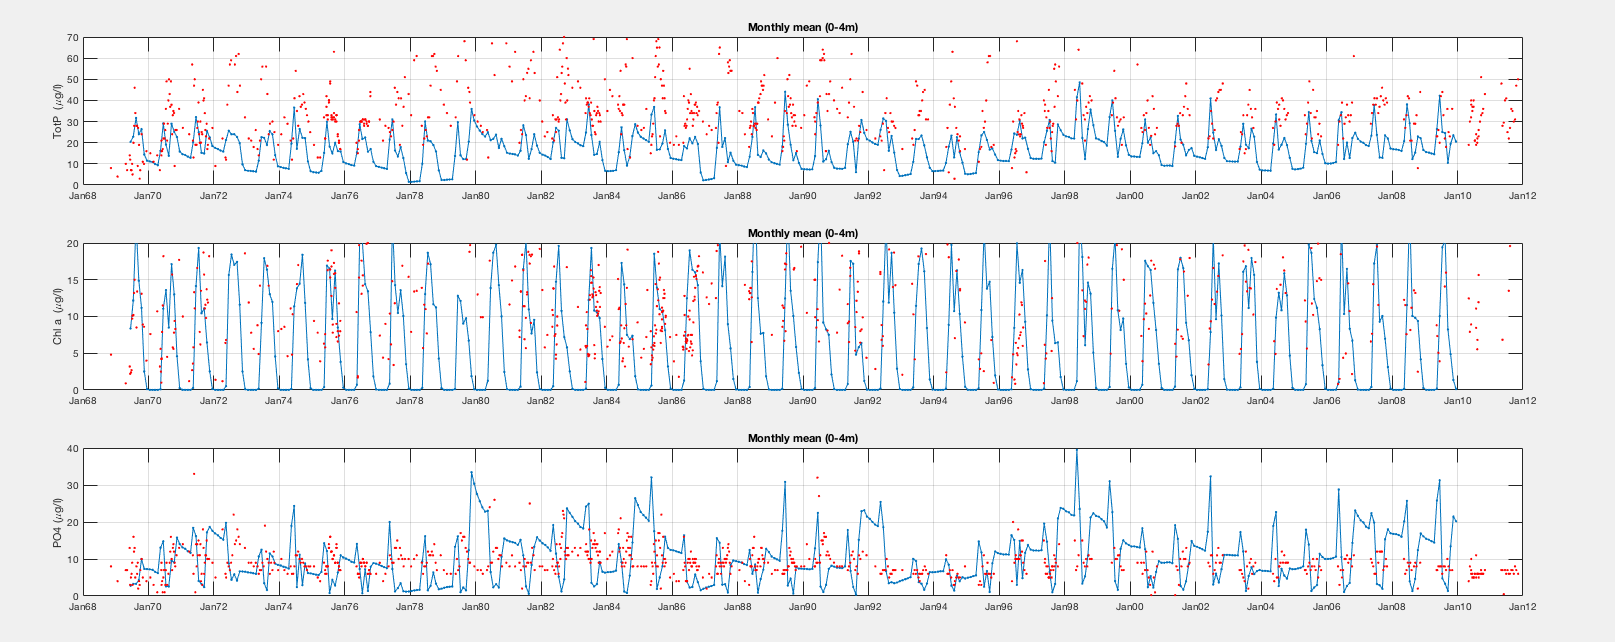 Monthly mean (0-4m)
TotP (µg/l)
70
60
50
40
30
20
10
0
Jan68 Jan70 Jan72 Jan74 Jan76 Jan78 Jan80 Jan82 Jan84 Jan86 Jan88 Jan90 Jan92 Jan94 Jan96 Jan98 Jan00 Jan02 Jan04 Jan06 Jan08 Jan10 Jan12
Monthly mean (0-4m)
Chl a (µg/l)
20
15
10
5
0
Jan68 Jan70 Jan72 Jan74 Jan76 Jan78 Jan80 Jan82 Jan84 Jan86 Jan88 Jan90 Jan92 Jan94 Jan96 Jan98 Jan00 Jan02 Jan04 Jan06 Jan08 Jan10 Jan12
Monthly mean (0-4m)
PO4 (µg/l)
40
30
20
10
0
Jan68 Jan70 Jan72 Jan74 Jan76 Jan78 Jan80 Jan82 Jan84 Jan86 Jan88 Jan90 Jan92 Jan94 Jan96 Jan98 Jan00 Jan02 Jan04 Jan06 Jan08 Jan10 Jan12